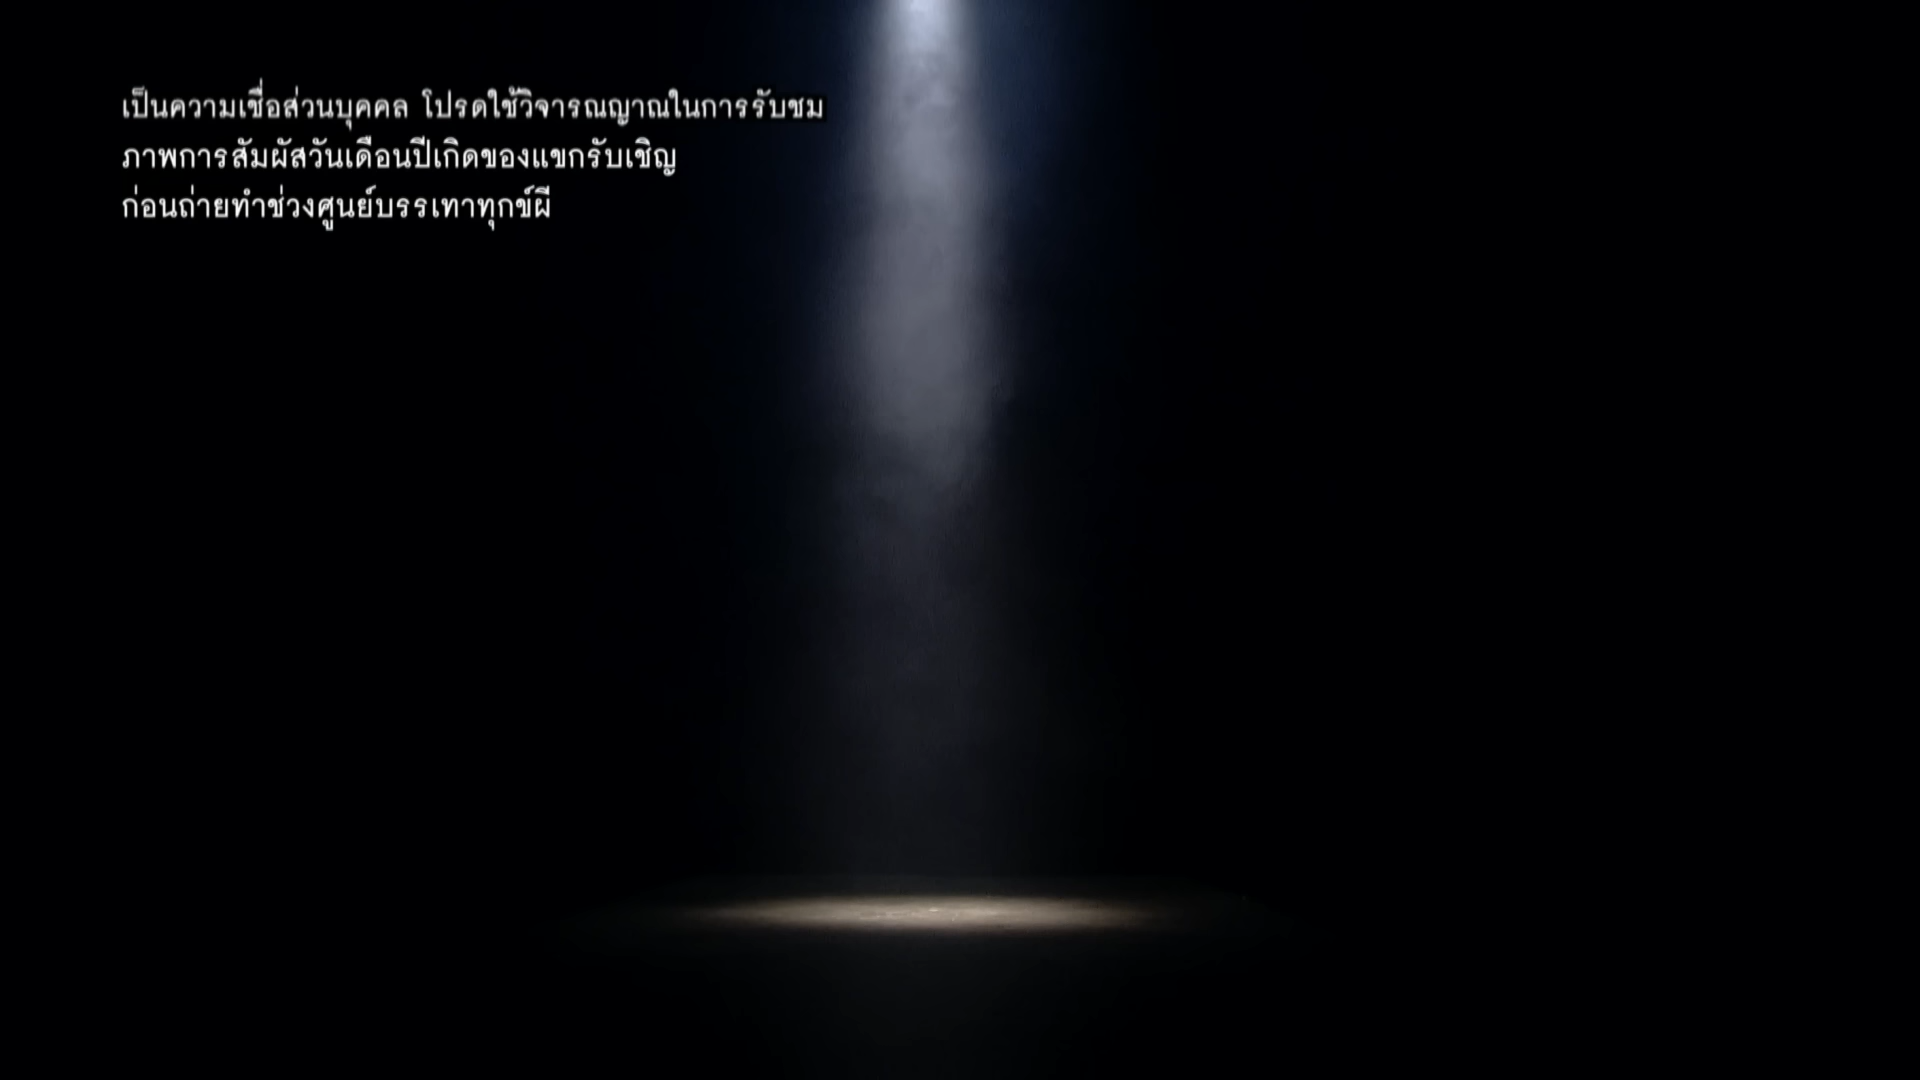 เป็นความเชื่อส่วนบุคคล โปรดใช้วิจารณญาณในการรับชม
ภาพการสัมผัสวันเดือนปีเกิดของแขกรับเชิญ
ก่อนถ่ายทำช่วงศูนย์บรรเทาทุกข์ผี